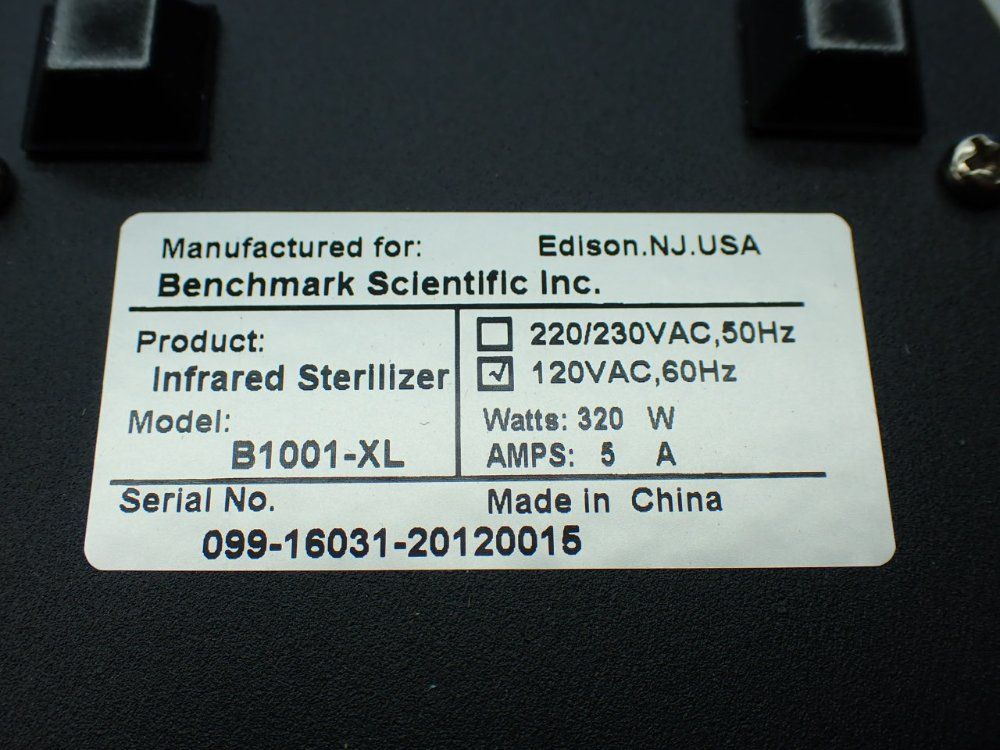 Manufactured for: Edison.NJ.USA
Benchmark Scientific Inc.
Product:
Infrared Sterilizer
Model:
B1001-XL
220/230VAC,50Hz
120VAC,60Hz
Watts: 320 W
AMPS: 5 A
Serial No. Made in China
099-16031-20120015